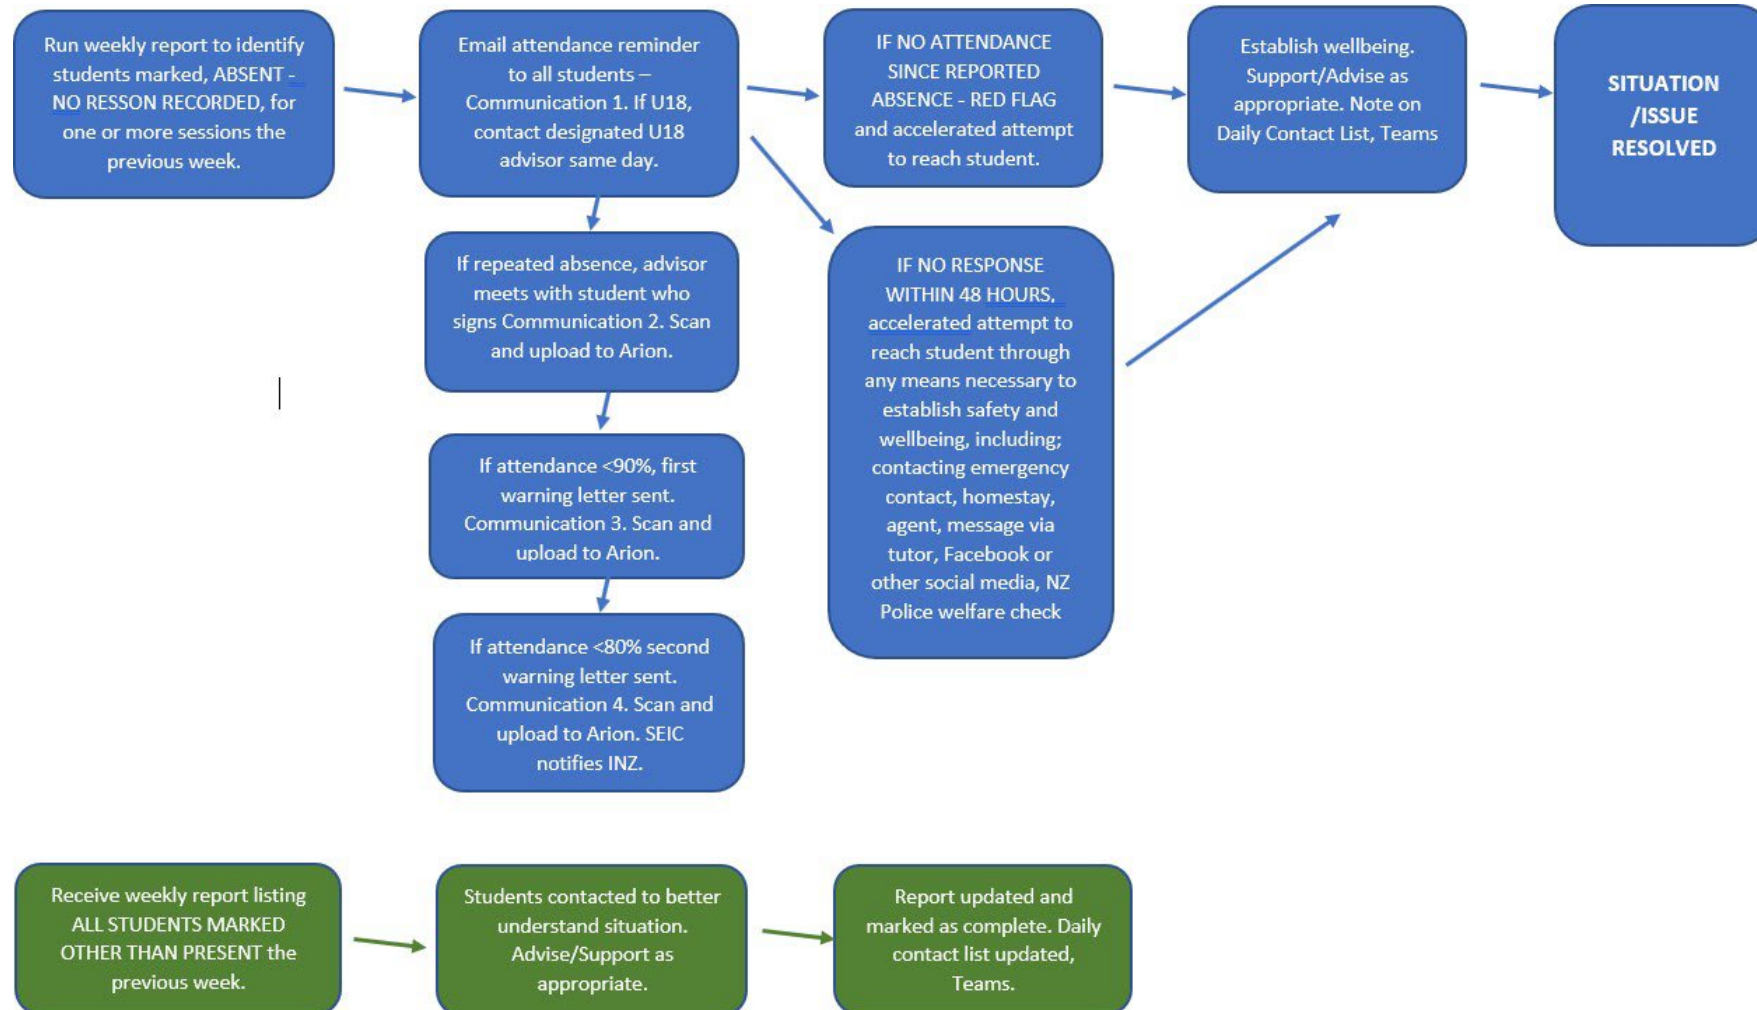 Run weekly report to identify
students marked, ABSENT -
NO RESSON RECORDED, for
one or more sessions the
previous week.
Email attendance reminder
to all students –
Communication 1. If U18,
contact designated U18
advisor same day.
IF NO ATTENDANCE
SINCE REPORTED
ABSENCE - RED FLAG
and accelerated attempt
to reach student.
Establish wellbeing.
Support/Advise as
appropriate. Note on
Daily Contact List, Teams
SITUATION
/ISSUE
RESOLVED
If repeated absence, advisor
meets with student who
signs Communication 2. Scan
and upload to Arion.
IF NO RESPONSE
WITHIN 48 HOURS,
accelerated attempt to
reach student through
any means necessary to
establish safety and
wellbeing, including;
contacting emergency
contact, homestay,
agent, message via
tutor, Facebook or
other social media, NZ
Police welfare check
If attendance <90%, first
warning letter sent.
Communication 3. Scan and
upload to Arion.
If attendance <80% second
warning letter sent.
Communication 4. Scan and
upload to Arion. SEIC
notifies INZ.
Receive weekly report listing
ALL STUDENTS MARKED
OTHER THAN PRESENT the
previous week.
Students contacted to better
understand situation.
Advise/Support as
appropriate.
Report updated and
marked as complete. Daily
contact list updated,
Teams.